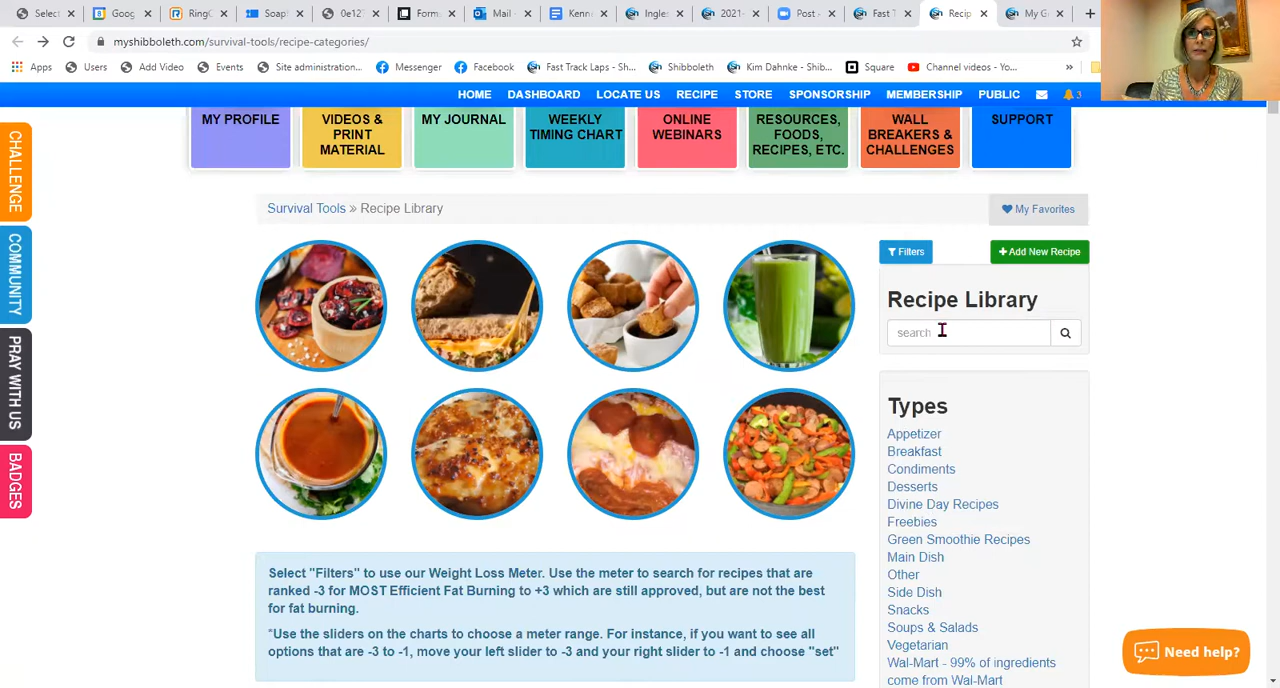 Select
Goog
RingC
Soap
0e12
Form
Mail -
Kenne
Ingles
2021-
Post A
Fast T
Recip
My G
myshibboleth.com/survival-tools/recipe-categories/
Apps Users Add Video Events Site administration... Messenger Facebook Fast Track Laps - Sh... Shibboleth Kim Dahnke - Shib... Square Channel videos - Yo... »
HOME DASHBOARD LOCATE US RECIPE STORE SPONSORSHIP MEMBERSHIP PUBLIC 3
MY PROFILE
VIDEOS &
PRINT
MATERIAL
MY JOURNAL
WEEKLY
TIMING CHART
ONLINE
WEBINARS
RESOURCES,
FOODS,
RECIPES, ETC.
WALL
BREAKERS &
CHALLENGES
SUPPORT
CHALLENGE
COMMUNITY
PRAY WITH US
BADGES
Survival Tools » Recipe Library
My Favorites
Filters
+ Add New Recipe
Recipe Library
search
Types
Appetizer
Breakfast
Condiments
Desserts
Divine Day Recipes
Freebies
Green Smoothie Recipes
Main Dish
Other
Side Dish
Snacks
Soups & Salads
Vegetarian
Wal-Mart - 99% of ingredients
come from Wal-Mart
Select "Filters" to use our Weight Loss Meter. Use the meter to search for recipes that are
ranked -3 for MOST Efficient Fat Burning to +3 which are still approved, but are not the best
for fat burning.
*Use the sliders on the charts to choose a meter range. For instance, if you want to see all
options that are -3 to -1, move your left slider to -3 and your right slider to -1 and choose "set"
Need help?